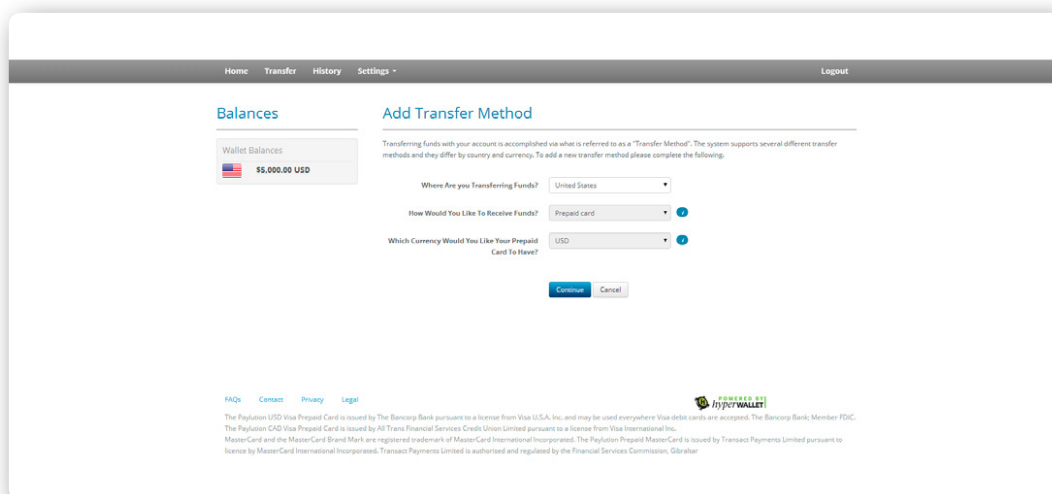 Home Transfer History Settings Logout
Balances
Wallet Balances
$5,000.00 USD
Add Transfer Method
Transferring funds with your account is accomplished via what is referred to as a "Transfer Method". The system supports several different transfer
methods and they differ by country and currency. To add a new transfer method please complete the following.
Where Are you Transferring Funds? United States
How Would You Like To Receive Funds? Prepaid card
Which Currency Would You Like Your Prepaid USD
Card To Have?
Continue Cancel
FAQs Contact Privacy Legal
POWERED BY
hyperWALLET
The Paylution USD Visa Prepaid Card is issued by The Bancorp Bank pursuant to a license from Visa U.S.A. Inc. and may be used everywhere Visa debit cards are accepted. The Bancorp Bank; Member FDIC.
The Paylution CAD Visa Prepaid Card is issued by All Trans Financial Services Credit Union Limited pursuant to a license from Visa International Inc.
MasterCard and the MasterCard Brand Mark are registered trademark of MasterCard International Incorporated. The Paylution Prepaid MasterCard is issued by Transact Payments Limited pursuant to
licence by MasterCard International Incorporated. Transact Payments Limited is authorised and regulated by the Financial Services Commission, Gibraltar